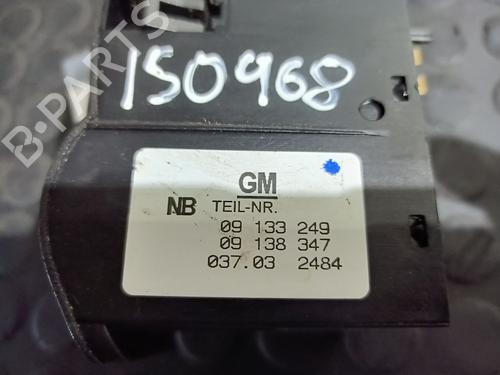 150968
B-PARTS
GM
NB TEIL-NR.
09 133 249
09 138 347
037.03 2484